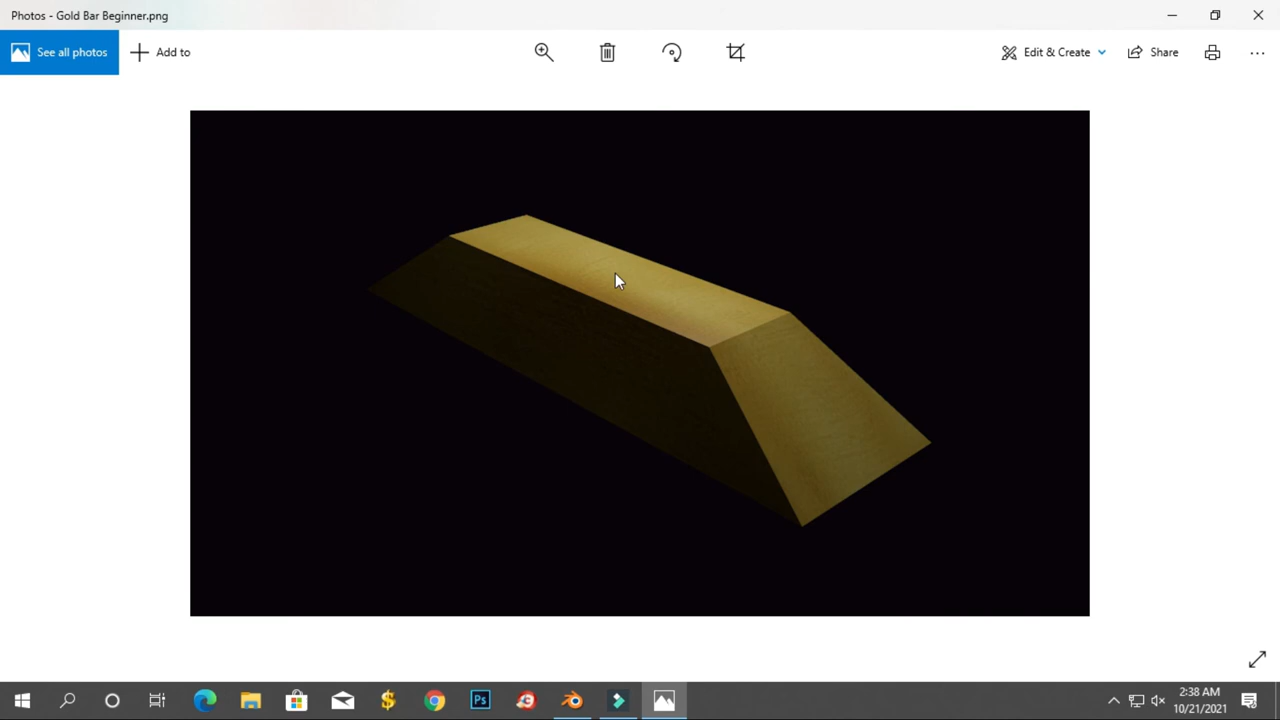 Photos - Gold Bar Beginner.png
See all photos
Add to
Edit & Create
Share
Ps
2:38 AM
10/21/2021